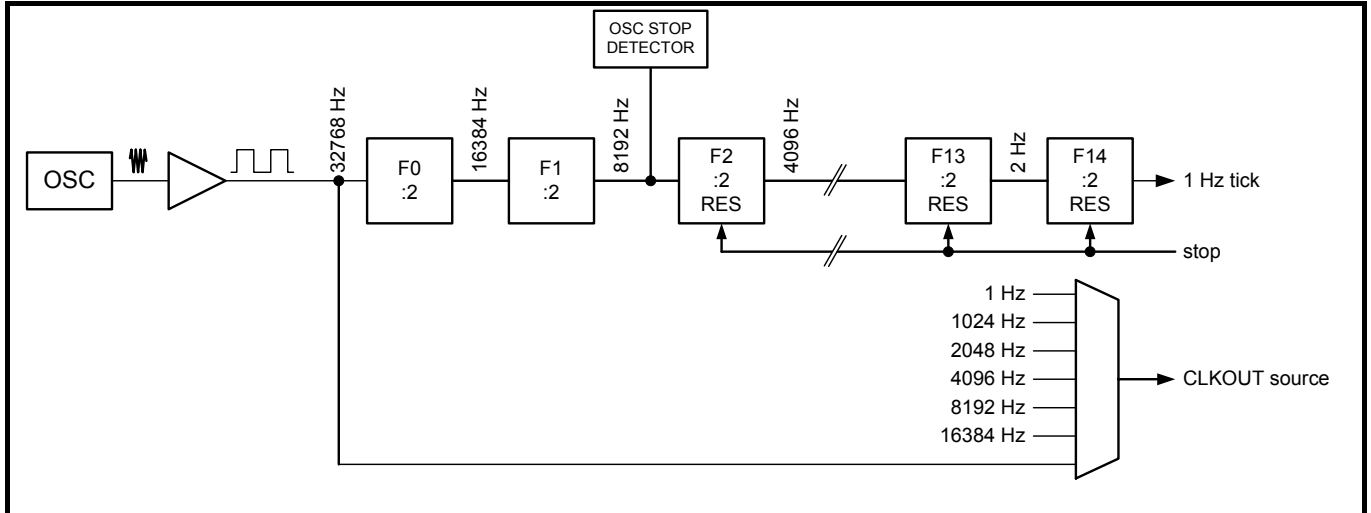 OSC STOP
DETECTOR
32768 Hz
16384 Hz
8192 Hz
4096 Hz
2 Hz
OSC
F0
:2
F1
:2
F2
:2
RES
F13
:2
RES
F14
:2
RES
1 Hz tick
stop
1 Hz
1024 Hz
2048 Hz
4096 Hz
8192 Hz
16384 Hz
CLKOUT source